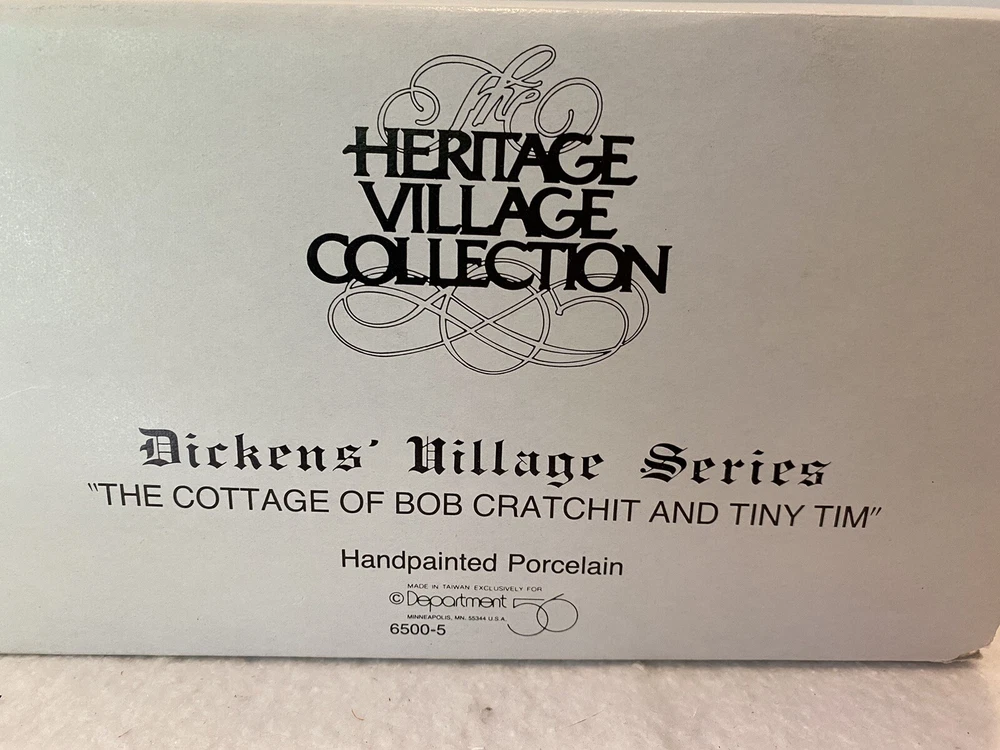 The
HERITAGE
VILLAGE
COLLECTION
Dickens' Village Series
"THE COTTAGE OF BOB CRATCHIT AND TINY TIM"
Handpainted Porcelain
MADE IN TAIWAN EXCLUSIVELY FOR
© Department 56
MINNEAPOLIS, MN. 55344 U.S.A.
6500-5